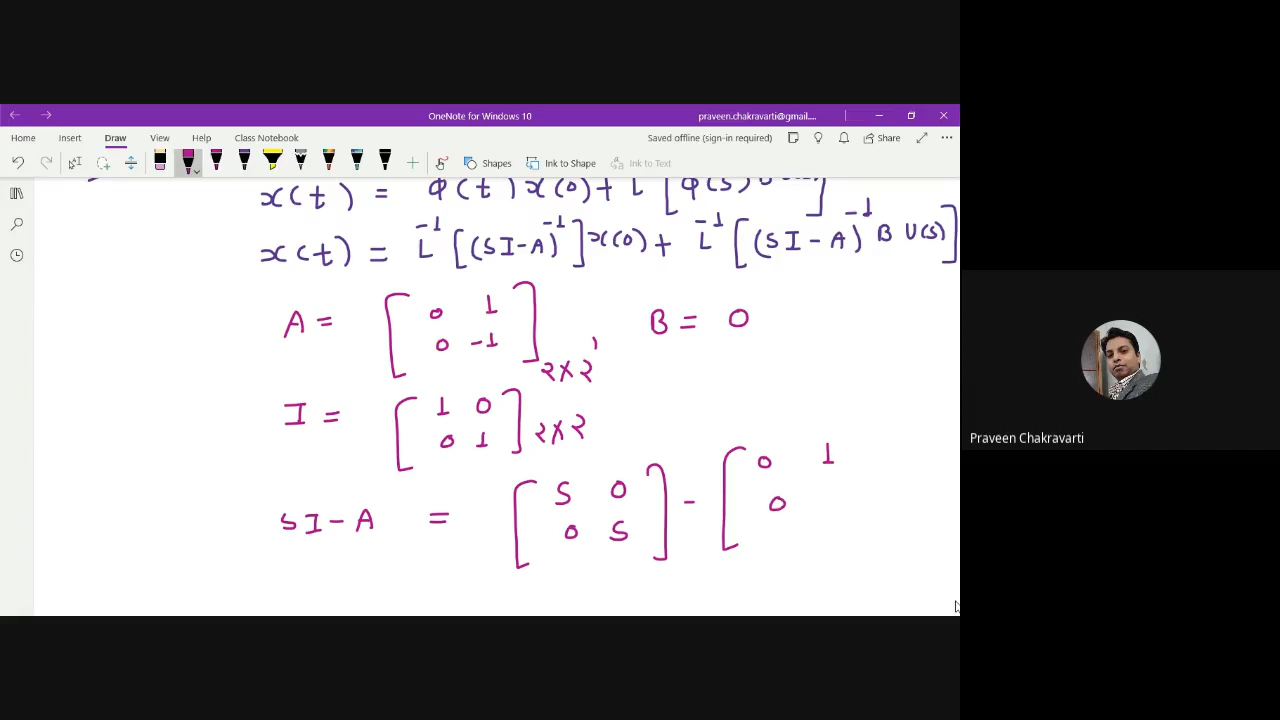 OneNote for Windows 10
praveen.chakravarti@gmail....
Home Insert Draw View Help Class Notebook
Saved offline (sign-in required) Share
Shapes Ink to Shape Ink to Text
x(t) = φ(t) x(0) + L [φ(s)
x(t) = L⁻¹ [(SI-A)⁻¹] x(0) + L⁻¹ [(SI-A)⁻¹ B U(S)]
A = [ 0 1
0 -1 ] 2×2, B = 0
I = [ 1 0
0 1 ] 2×2
SI-A = [ S 0
0 S ] - [ 0 1
0
Praveen Chakravarti